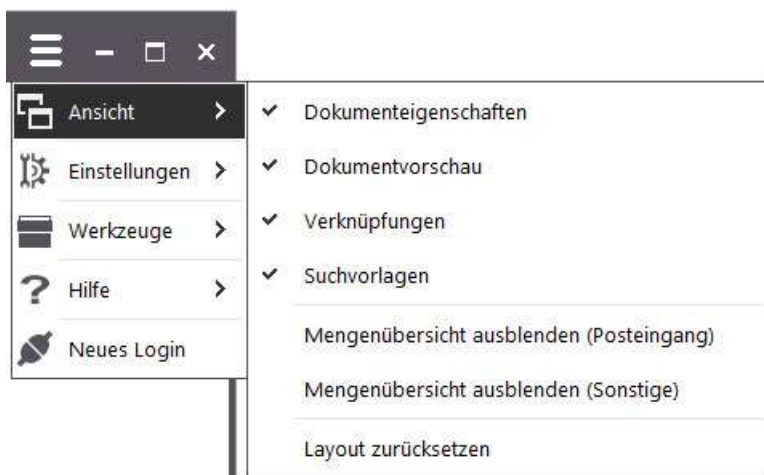 Ansicht
Einstellungen
Werkzeuge
Hilfe
Neues Login
Dokumenteigenschaften
Dokumentvorschau
Verknüpfungen
Suchvorlagen
Mengenübersicht ausblenden (Posteingang)
Mengenübersicht ausblenden (Sonstige)
Layout zurücksetzen